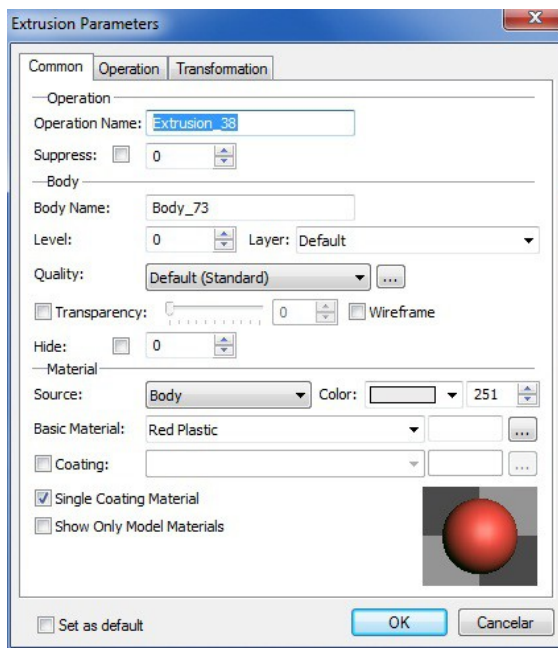 Extrusion Parameters
Common Operation Transformation
Operation
Operation Name: Extrusion_38
Suppress: 0
Body
Body Name: Body_73
Level: 0 Layer: Default
Quality: Default (Standard) ...
Transparency: 0 Wireframe
Hide: 0
Material
Source: Body Color: 251
Basic Material: Red Plastic ...
Coating: ...
Single Coating Material
Show Only Model Materials
Set as default OK Cancelar